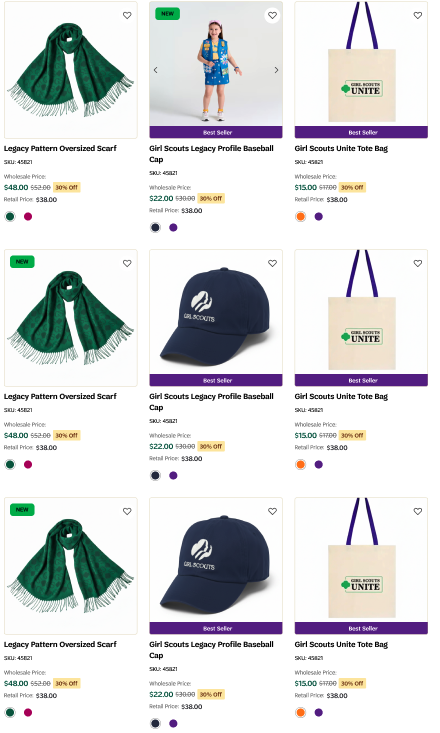 NEW
Best Seller
Legacy Pattern Oversized Scarf
SKU: 45821
Wholesale Price:
$48.00 $52.00 30% Off
Retail Price: $38.00
Girl Scouts Legacy Profile Baseball
Cap
SKU: 45821
Wholesale Price:
$22.00 $30.00 30% Off
Retail Price: $38.00
GIRL SCOUTS
UNITE
Best Seller
Girl Scouts Unite Tote Bag
SKU: 45821
Wholesale Price:
$15.00 $17.00 30% Off
Retail Price: $38.00
NEW
Legacy Pattern Oversized Scarf
SKU: 45821
Wholesale Price:
$48.00 $52.00 30% Off
Retail Price: $38.00
GIRL SCOUTS
Best Seller
Girl Scouts Legacy Profile Baseball
Cap
SKU: 45821
Wholesale Price:
$22.00 $30.00 30% Off
Retail Price: $38.00
GIRL SCOUTS
UNITE
Best Seller
Girl Scouts Unite Tote Bag
SKU: 45821
Wholesale Price:
$15.00 $17.00 30% Off
Retail Price: $38.00
NEW
Legacy Pattern Oversized Scarf
SKU: 45821
Wholesale Price:
$48.00 $52.00 30% Off
Retail Price: $38.00
GIRL SCOUTS
Best Seller
Girl Scouts Legacy Profile Baseball
Cap
SKU: 45821
Wholesale Price:
$22.00 $30.00 30% Off
Retail Price: $38.00
GIRL SCOUTS
UNITE
Best Seller
Girl Scouts Unite Tote Bag
SKU: 45821
Wholesale Price:
$15.00 $17.00 30% Off
Retail Price: $38.00